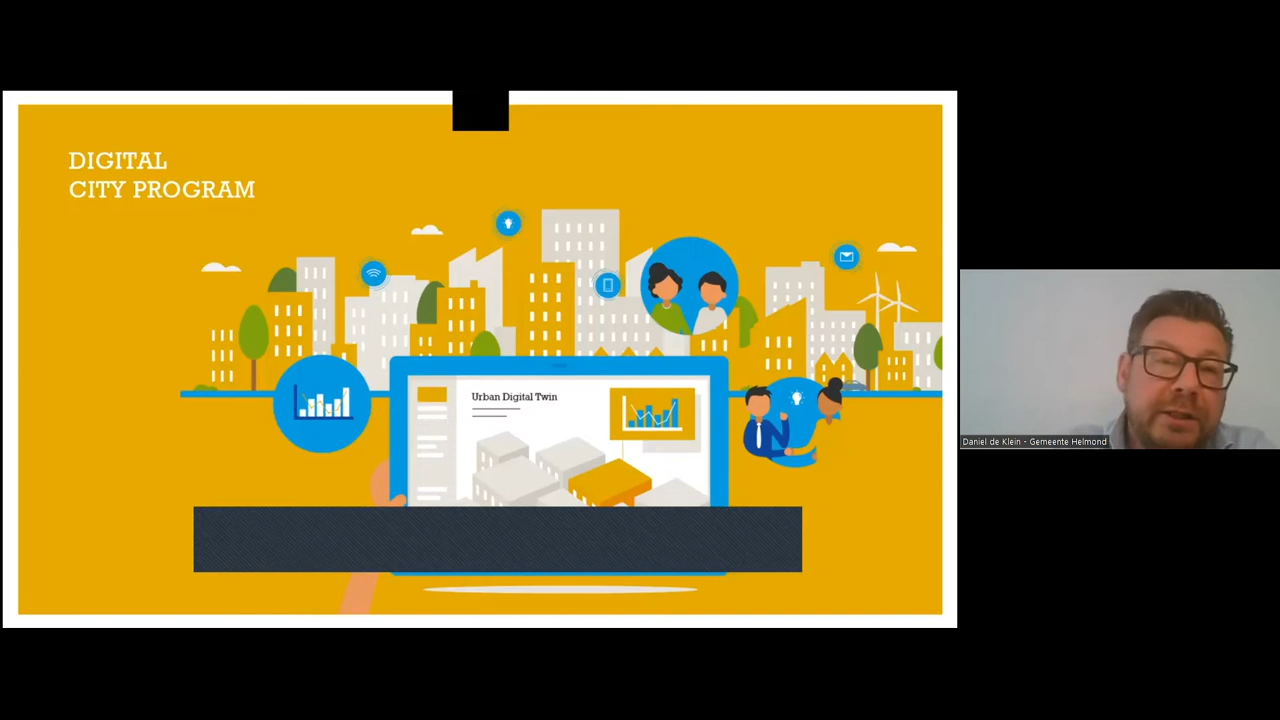 DIGITAL
CITY PROGRAM
Urban Digital Twin
Daniel de Klein - Gemeente Helmond